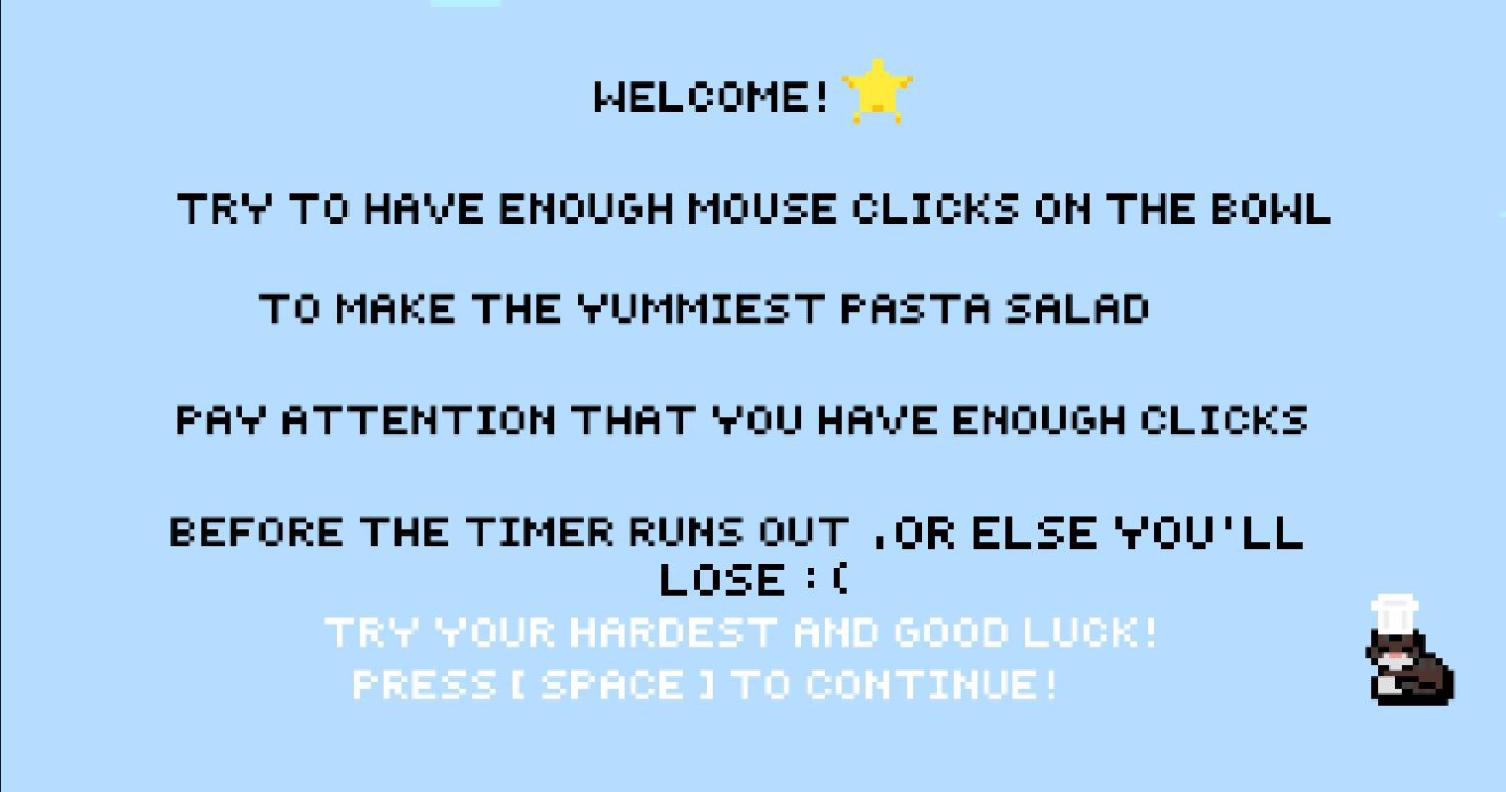 WELCOME!
TRY TO HAVE ENOUGH MOUSE CLICKS ON THE BOWL
TO MAKE THE YUMMIEST PASTA SALAD
PAY ATTENTION THAT YOU HAVE ENOUGH CLICKS
BEFORE THE TIMER RUNS OUT ,OR ELSE YOU'LL
LOSE :(
TRY YOUR HARDEST AND GOOD LUCK!
PRESS [ SPACE ] TO CONTINUE!